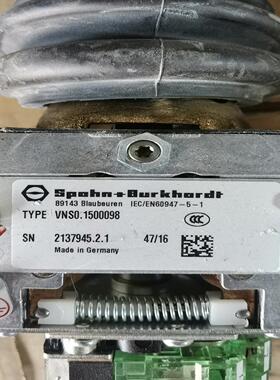 Spohn+Burkhardt
89143 Blaubeuren IEC/EN60947-5-1
TYPE VNSO.1500098
SN 2137945.2.1 47/16
Made in Germany